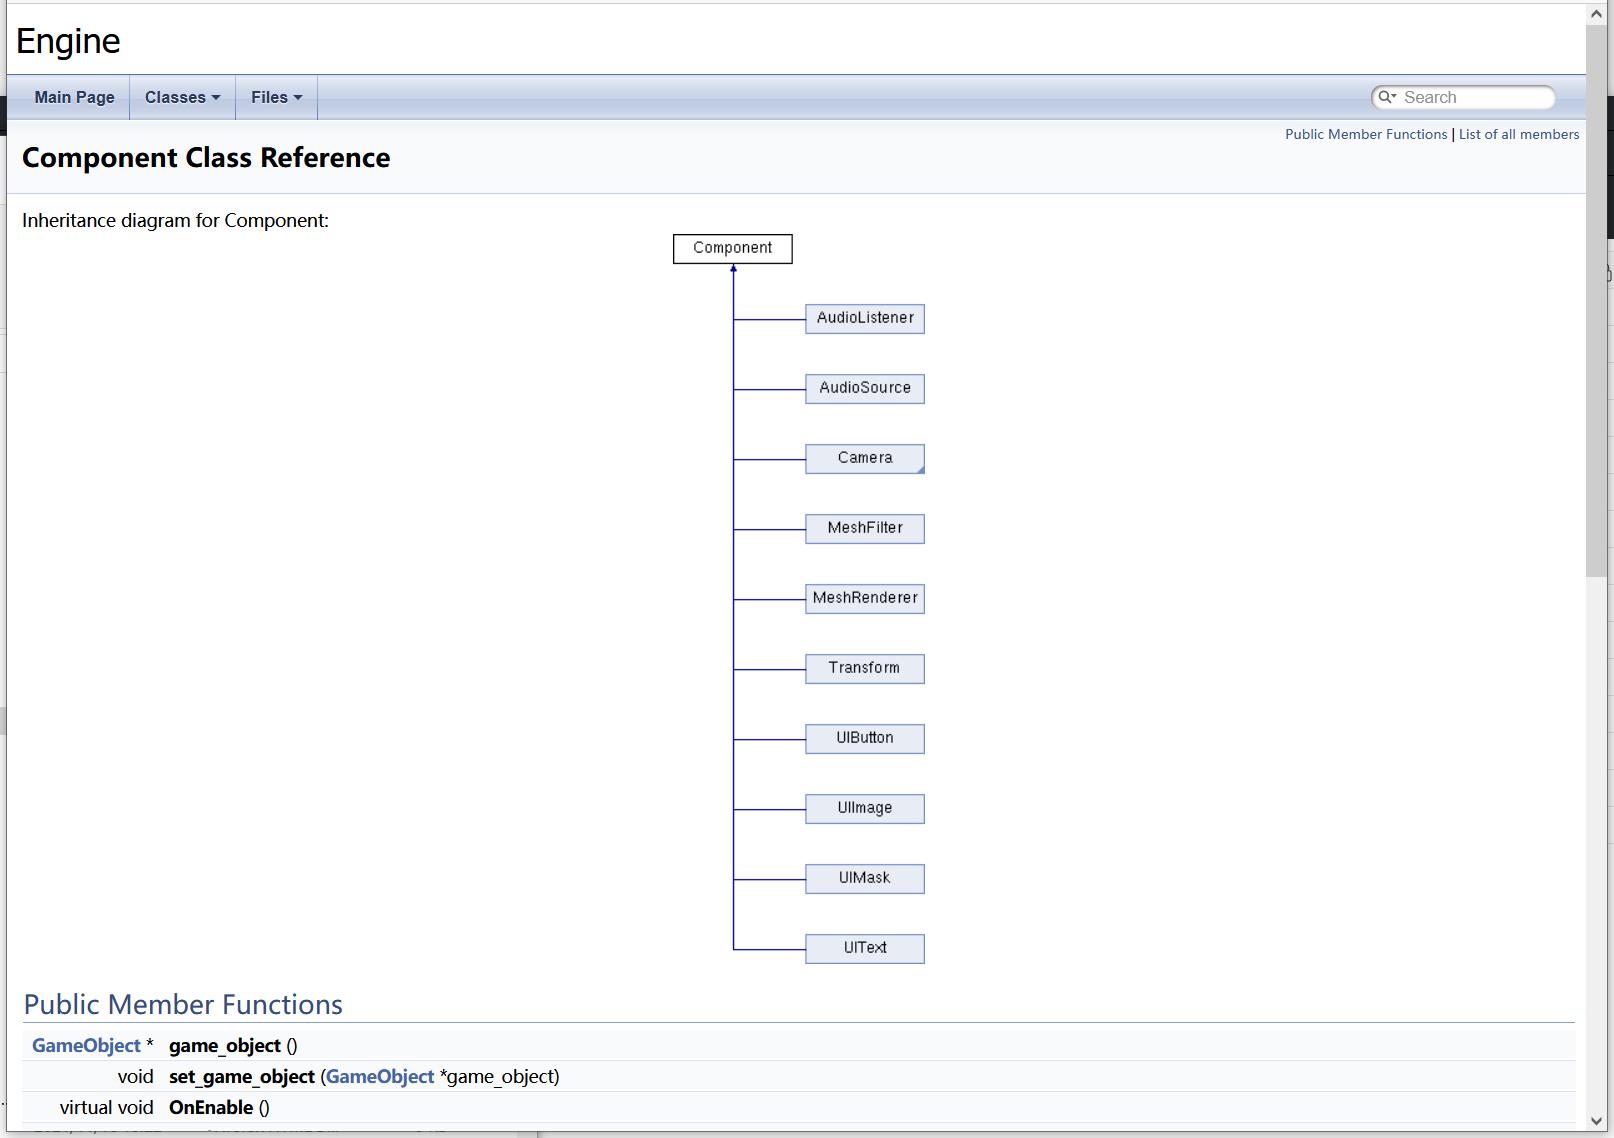 Engine
Main Page Classes Files Search
Public Member Functions | List of all members
Component Class Reference
Inheritance diagram for Component:
Component
AudioListener
AudioSource
Camera
MeshFilter
MeshRenderer
Transform
UIButton
UIImage
UIMask
UIText
Public Member Functions
GameObject * game_object ()
void set_game_object (GameObject *game_object)
virtual void OnEnable ()